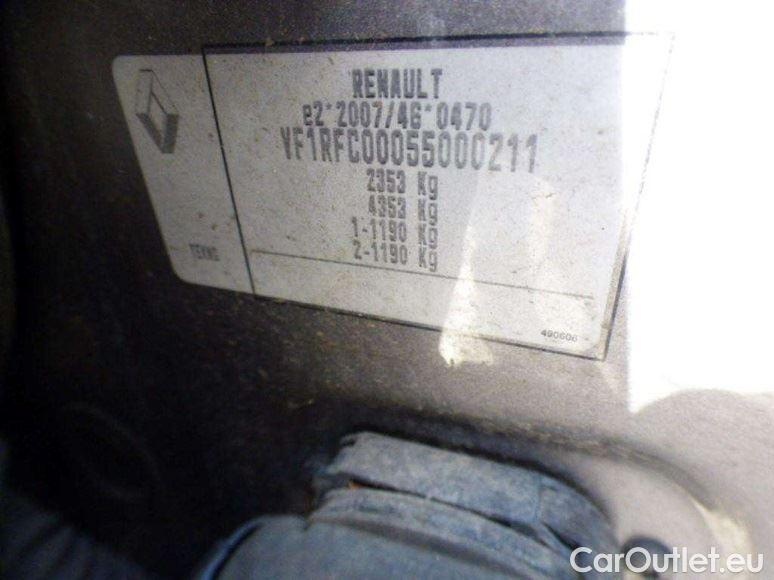 RENAULT
e2*2007/46*0470
VF1RFC00055000211
2353 Kg
4353 Kg
1-1190 Kg
2-1190 Kg
TEKNG
490606
CarOutlet.eu